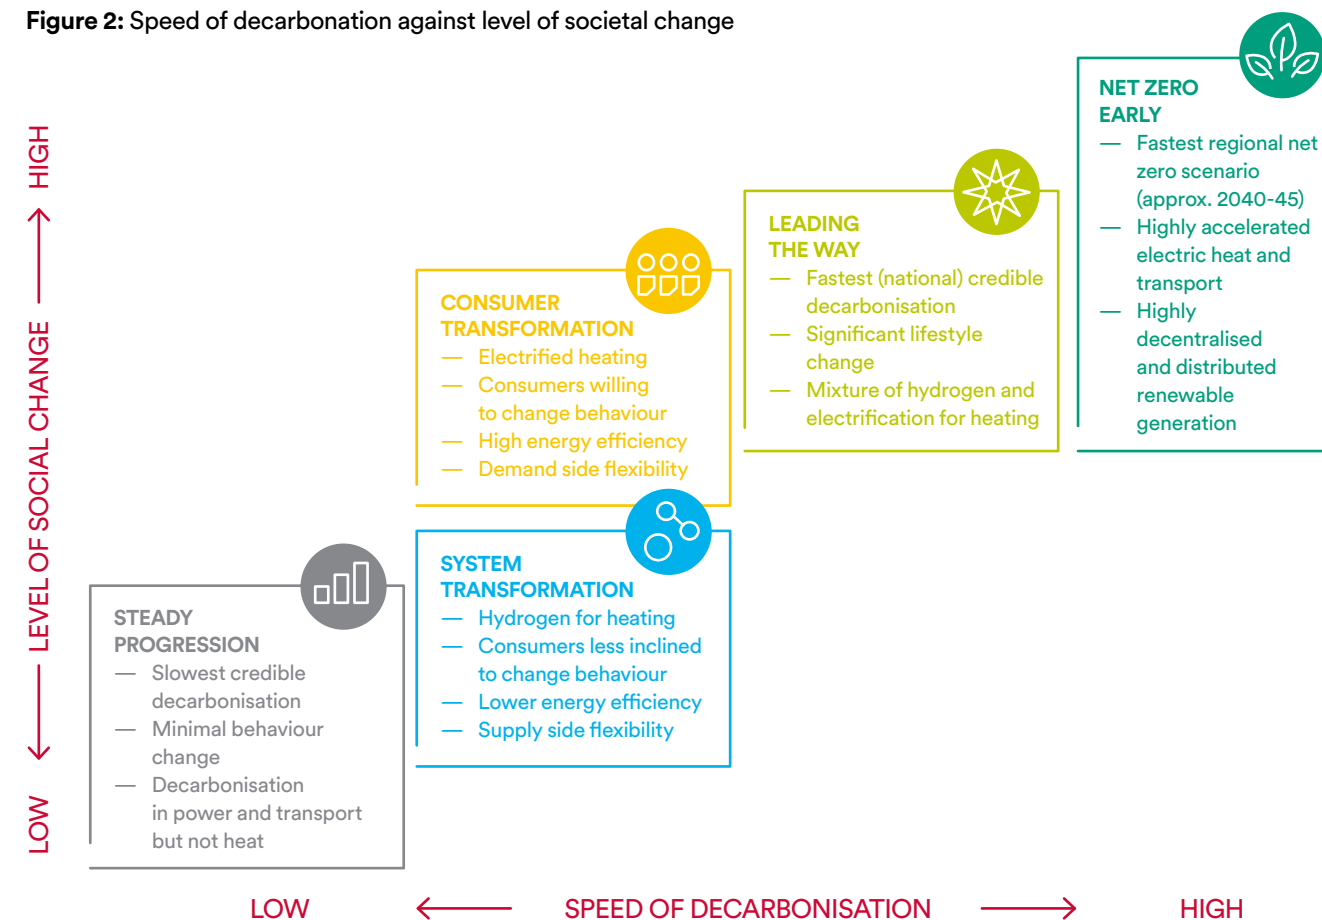 Figure 2: Speed of decarbonation against level of societal change
HIGH
LEVEL OF SOCIAL CHANGE
LOW
NET ZERO
EARLY
— Fastest regional net
zero scenario
(approx. 2040-45)
— Highly accelerated
electric heat and
transport
— Highly
decentralised
and distributed
renewable
generation
LEADING
THE WAY
— Fastest (national) credible
decarbonisation
— Significant lifestyle
change
— Mixture of hydrogen and
electrification for heating
CONSUMER
TRANSFORMATION
— Electrified heating
— Consumers willing
to change behaviour
— High energy efficiency
— Demand side flexibility
SYSTEM
TRANSFORMATION
— Hydrogen for heating
— Consumers less inclined
to change behaviour
— Lower energy efficiency
— Supply side flexibility
STEADY
PROGRESSION
— Slowest credible
decarbonisation
— Minimal behaviour
change
— Decarbonisation
in power and transport
but not heat
LOW
SPEED OF DECARBONISATION
HIGH